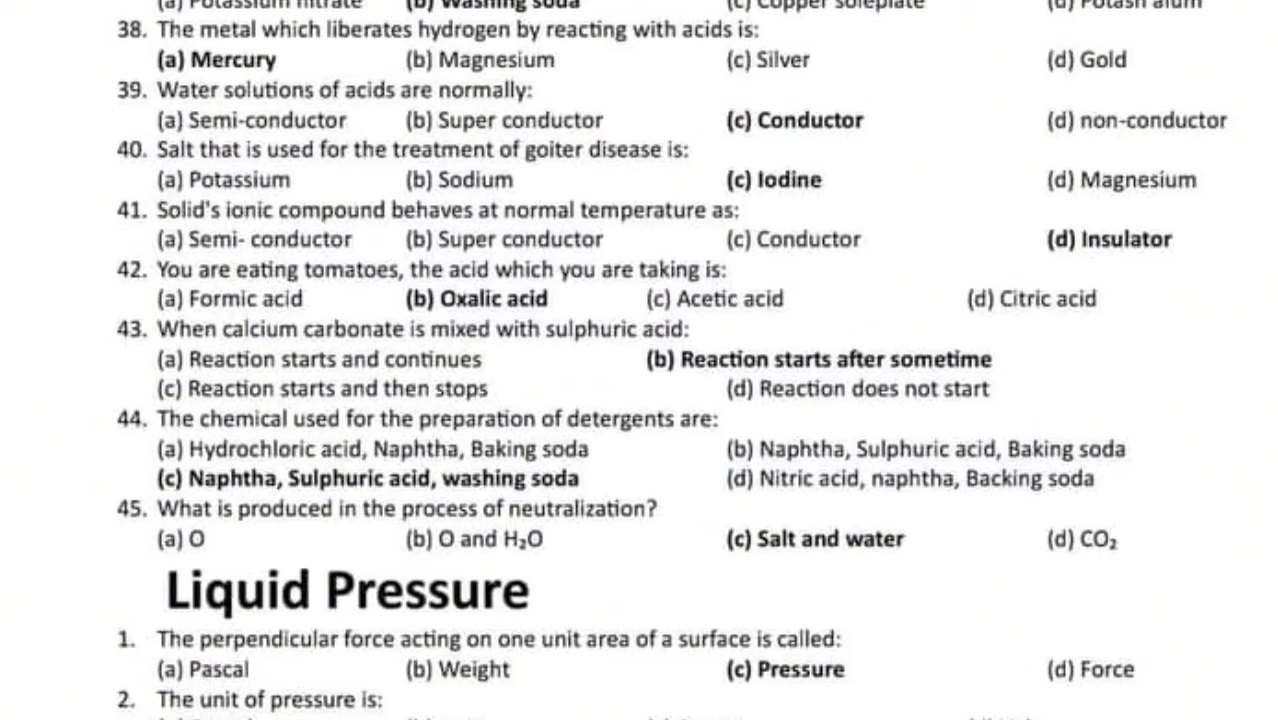 (a) Potassium nitrate (b) Washing soda (c) Copper soleplate (d) Potash alum
38. The metal which liberates hydrogen by reacting with acids is:
(a) Mercury (b) Magnesium (c) Silver (d) Gold
39. Water solutions of acids are normally:
(a) Semi-conductor (b) Super conductor (c) Conductor (d) non-conductor
40. Salt that is used for the treatment of goiter disease is:
(a) Potassium (b) Sodium (c) Iodine (d) Magnesium
41. Solid's ionic compound behaves at normal temperature as:
(a) Semi- conductor (b) Super conductor (c) Conductor (d) Insulator
42. You are eating tomatoes, the acid which you are taking is:
(a) Formic acid (b) Oxalic acid (c) Acetic acid (d) Citric acid
43. When calcium carbonate is mixed with sulphuric acid:
(a) Reaction starts and continues (b) Reaction starts after sometime
(c) Reaction starts and then stops (d) Reaction does not start
44. The chemical used for the preparation of detergents are:
(a) Hydrochloric acid, Naphtha, Baking soda (b) Naphtha, Sulphuric acid, Baking soda
(c) Naphtha, Sulphuric acid, washing soda (d) Nitric acid, naphtha, Backing soda
45. What is produced in the process of neutralization?
(a) O (b) O and H₂O (c) Salt and water (d) CO₂
Liquid Pressure
1. The perpendicular force acting on one unit area of a surface is called:
(a) Pascal (b) Weight (c) Pressure (d) Force
2. The unit of pressure is: